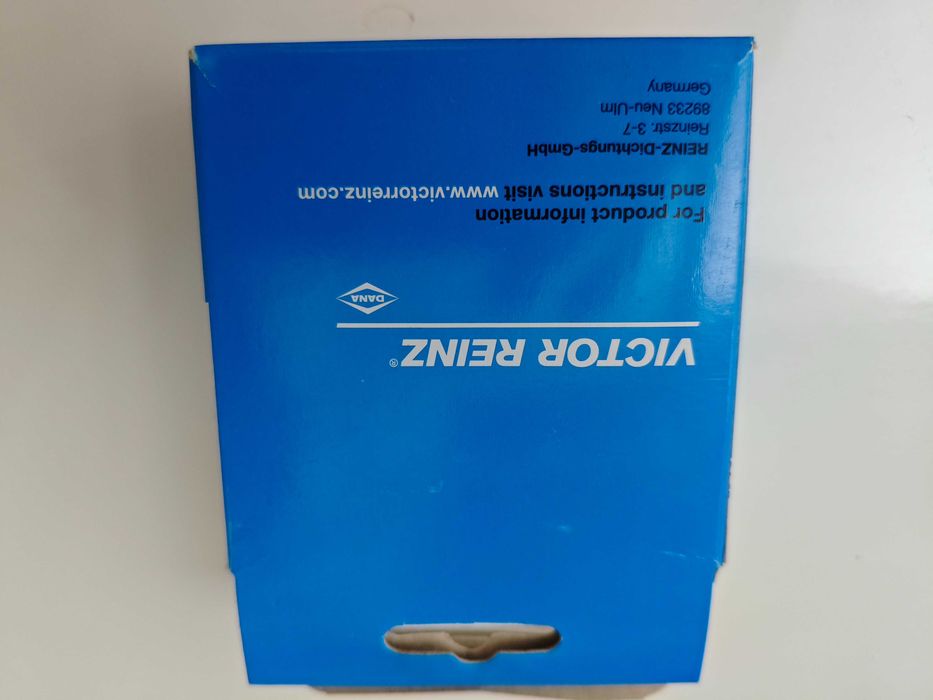 VICTOR REINZ®
DANA
For product information
and instructions visit www.victorreinz.com
REINZ-Dichtungs-GmbH
Reinzstr. 3-7
89233 Neu-Ulm
Germany